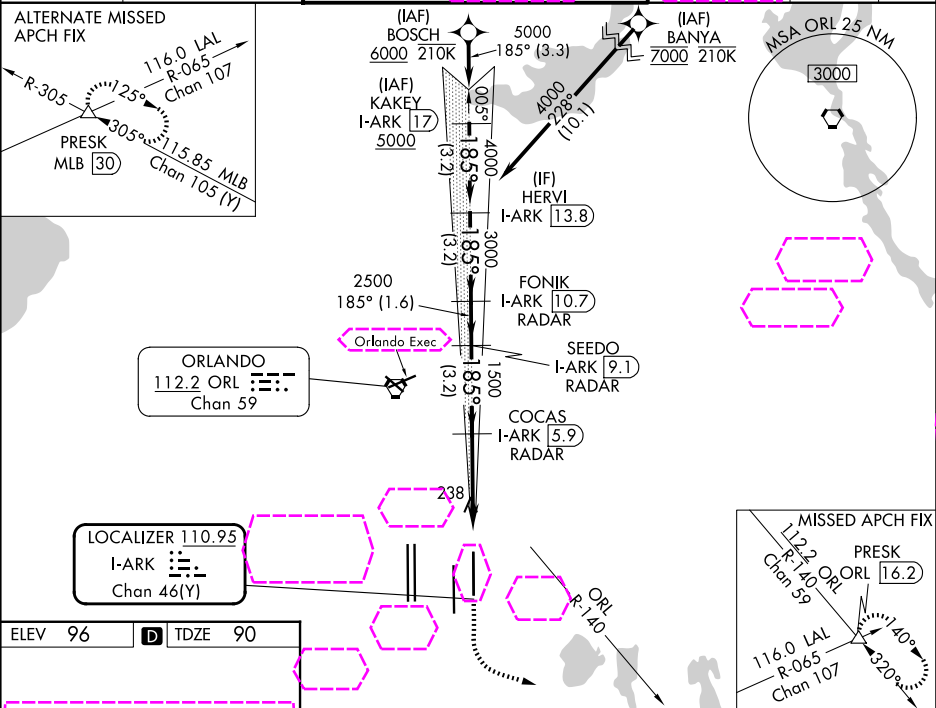 ALTERNATE MISSED
APCH FIX
116.0 LAL
R-065
Chan 107
R-305
125°
305°
PRESK
MLB 30
115.85 MLB
Chan 105 (Y)
(IAF)
BOSCH
6000 210K
5000
185° (3.3)
(IAF)
BANYA
7000 210K
4000
228°
(10.1)
MSA ORL 25 NM
3000
(IAF)
KAKEY
I-ARK 17
5000
005°
4000
185°
(3.2)
(IF)
HERVI
I-ARK 13.8
3000
185°
(3.2)
2500
185° (1.6)
FONIK
I-ARK 10.7
RADAR
Orlando Exec
SEEDO
I-ARK 9.1
RADAR
1500
185°
(3.2)
ORLANDO
112.2 ORL
Chan 59
COCAS
I-ARK 5.9
RADAR
238
LOCALIZER 110.95
I-ARK
Chan 46(Y)
ORL
R-140
MISSED APCH FIX
112.2 ORL
R-140
Chan 59
PRESK
ORL 16.2
140°
320°
116.0 LAL
R-065
Chan 107
ELEV 96 D TDZE 90